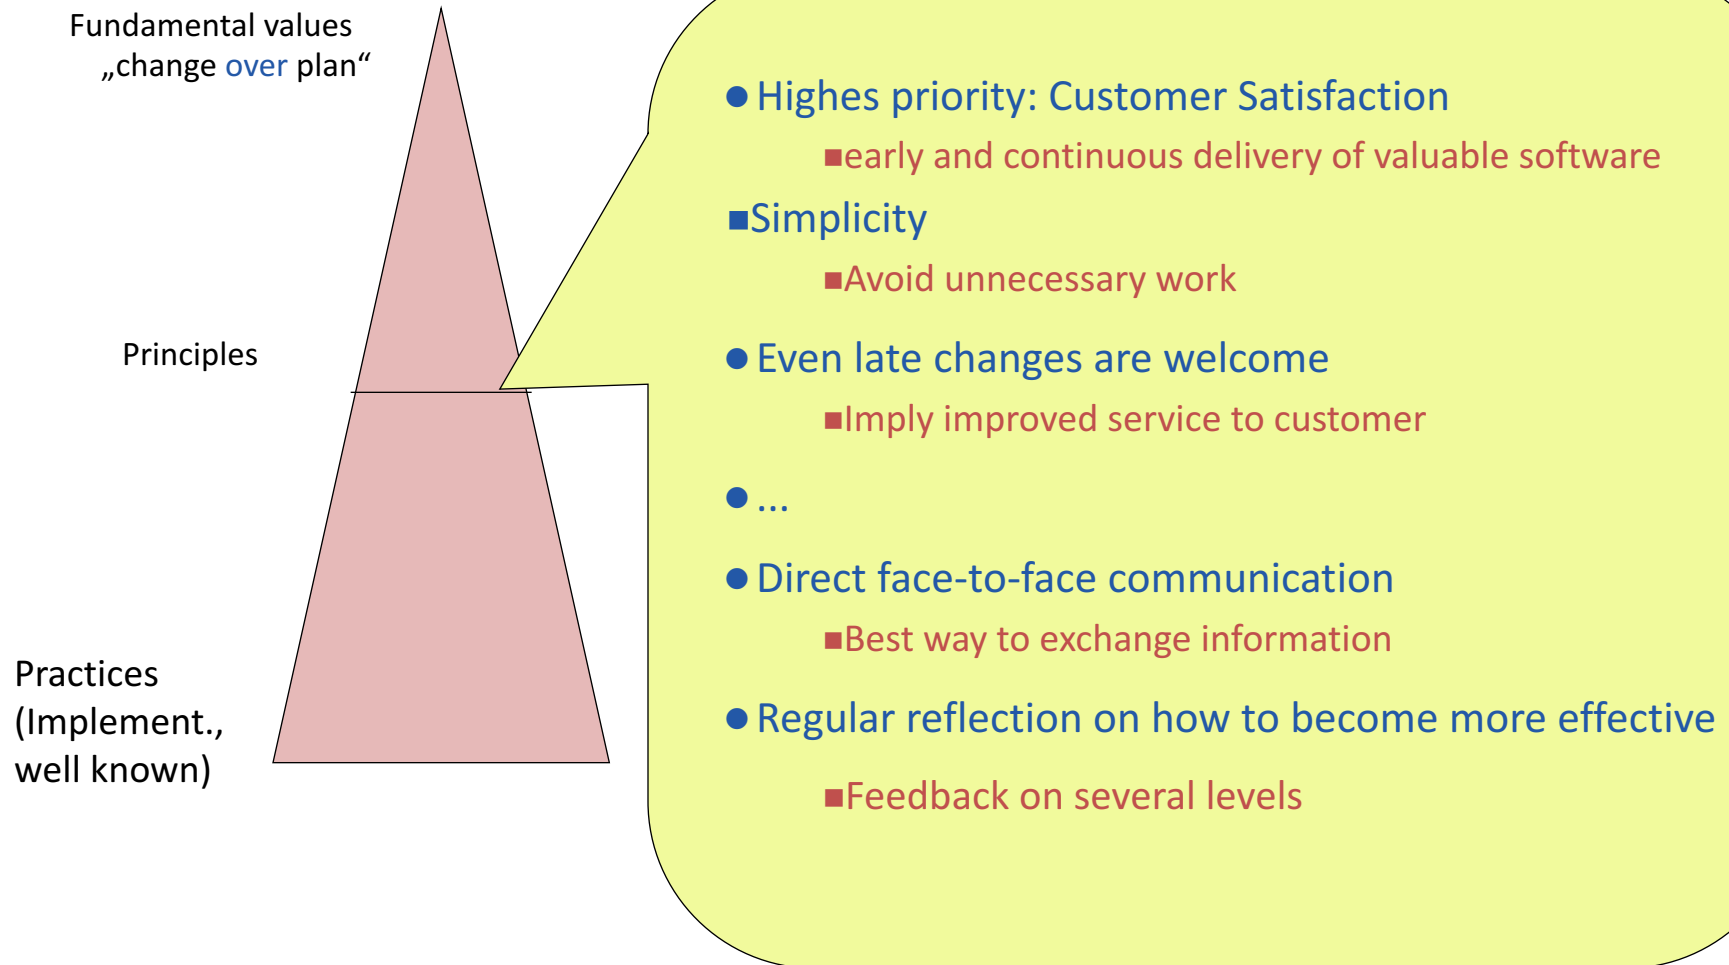 Fundamental values
„change over plan“
Principles
Practices
(Implement.,
well known)
● Highes priority: Customer Satisfaction
■early and continuous delivery of valuable software
■Simplicity
■Avoid unnecessary work
● Even late changes are welcome
■Imply improved service to customer
● ...
● Direct face-to-face communication
■Best way to exchange information
● Regular reflection on how to become more effective
■Feedback on several levels